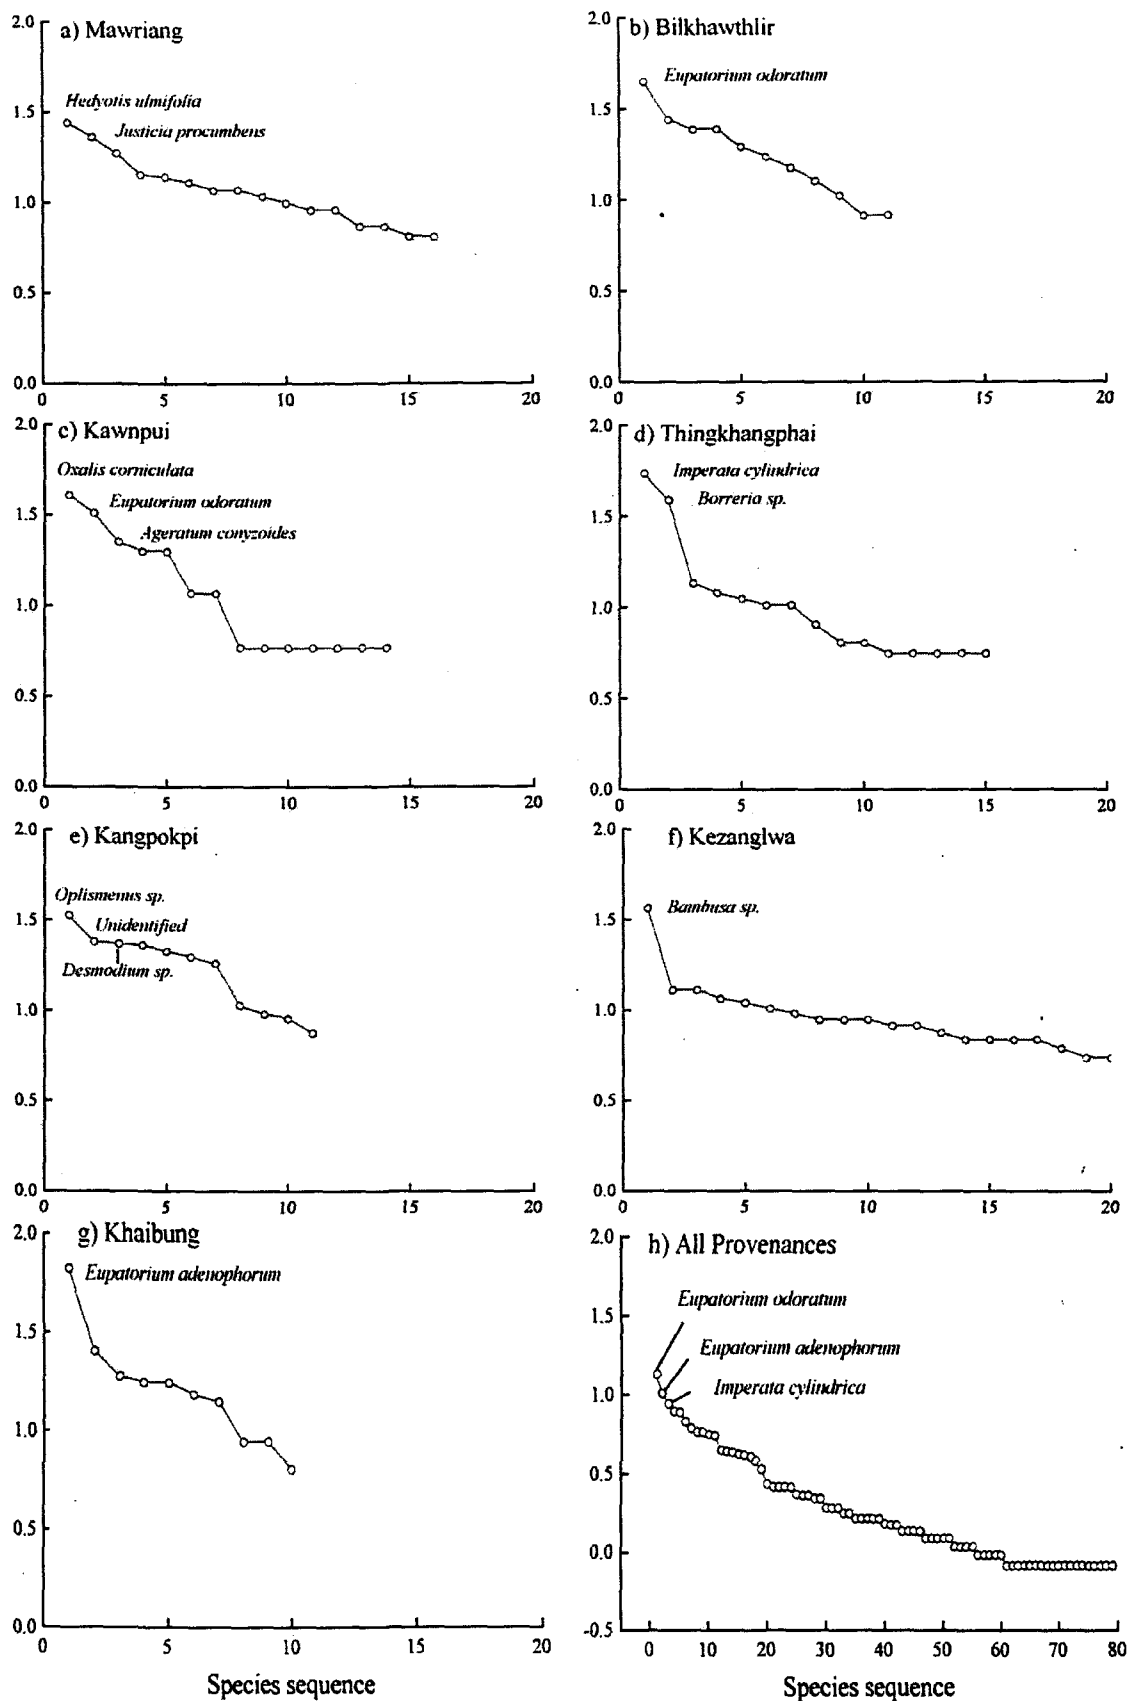 a) Mawriang
2.0
1.5
1.0
0.5
0.0
Hedyotis ulmifolia
Justicia procumbens
0 5 10 15 20
b) Bilkhawthlir
2.0
1.5
1.0
0.5
0.0
Eupatorium odoratum
0 5 10 15 20
c) Kawnpui
2.0
1.5
1.0
0.5
0.0
Oxalis corniculata
Eupatorium odoratum
Ageratum conyzoides
0 5 10 15 20
d) Thingkhangphai
2.0
1.5
1.0
0.5
0.0
Imperata cylindrica
Borreria sp.
0 5 10 15 20
e) Kangpokpi
2.0
1.5
1.0
0.5
0.0
Oplismenus sp.
Unidentified
Desmodium sp.
0 5 10 15 20
f) Kezanglwa
2.0
1.5
1.0
0.5
0.0
Bambusa sp.
0 5 10 15 20
g) Khaibung
2.0
1.5
1.0
0.5
0.0
Eupatorium adenophorum
0 5 10 15 20
Species sequence
h) All Provenances
2.0
1.5
1.0
0.5
0.0
-0.5
Eupatorium odoratum
Eupatorium adenophorum
Imperata cylindrica
0 10 20 30 40 50 60 70 80
Species sequence